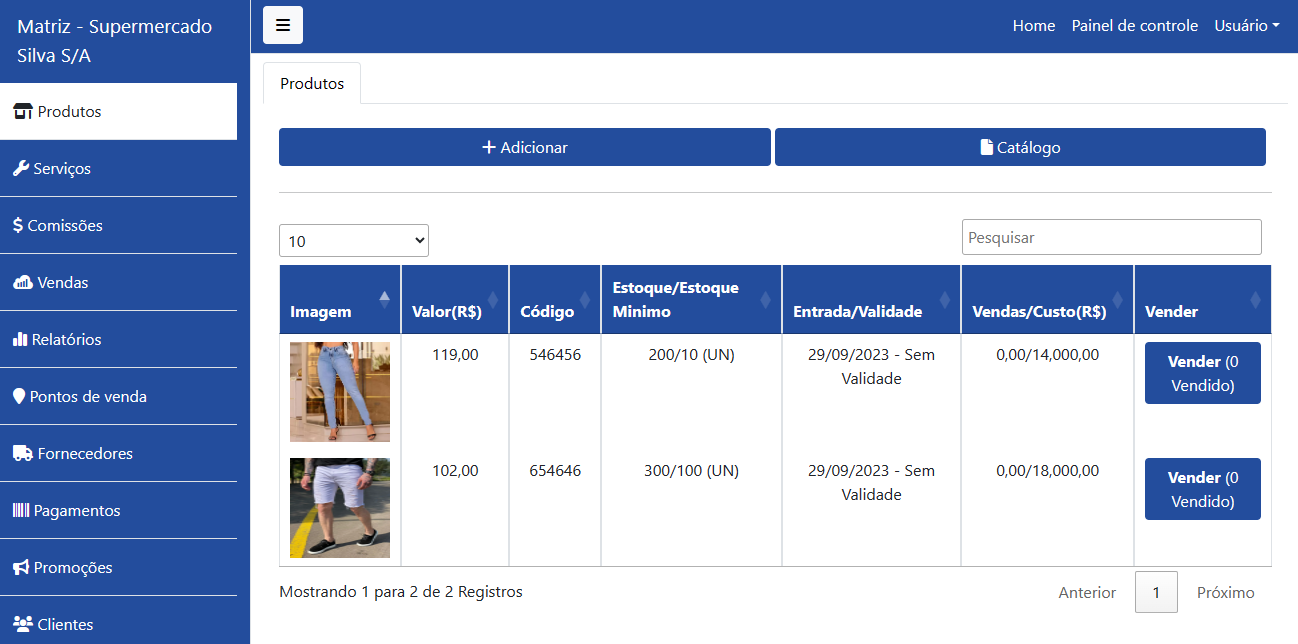 Matriz - Supermercado
Silva S/A
Home Painel de controle Usuário
Produtos
Serviços
Comissões
Vendas
Relatórios
Pontos de venda
Fornecedores
Pagamentos
Promoções
Clientes
Produtos
Adicionar
Catálogo
10
Pesquisar
Imagem Valor(R$) Código Estoque/Estoque Minimo Entrada/Validade Vendas/Custo(R$) Vender
119,00 546456 200/10 (UN) 29/09/2023 - Sem Validade 0,00/14,000,00 Vender (0 Vendido)
102,00 654646 300/100 (UN) 29/09/2023 - Sem Validade 0,00/18,000,00 Vender (0 Vendido)
Mostrando 1 para 2 de 2 Registros
Anterior 1 Próximo